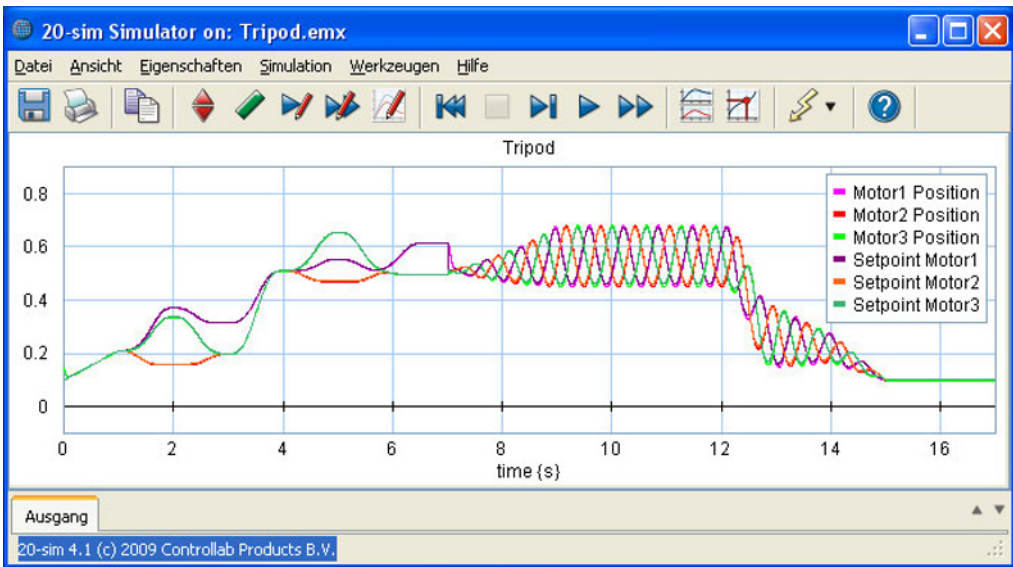 20-sim Simulator on: Tripod.emx
Datei Ansicht Eigenschaften Simulation Werkzeugen Hilfe
Tripod
0.8
0.6
0.4
0.2
0
0 2 4 6 8 10 12 14 16
time {s}
Motor1 Position
Motor2 Position
Motor3 Position
Setpoint Motor1
Setpoint Motor2
Setpoint Motor3
Ausgang
20-sim 4.1 (c) 2009 Controllab Products B.V.